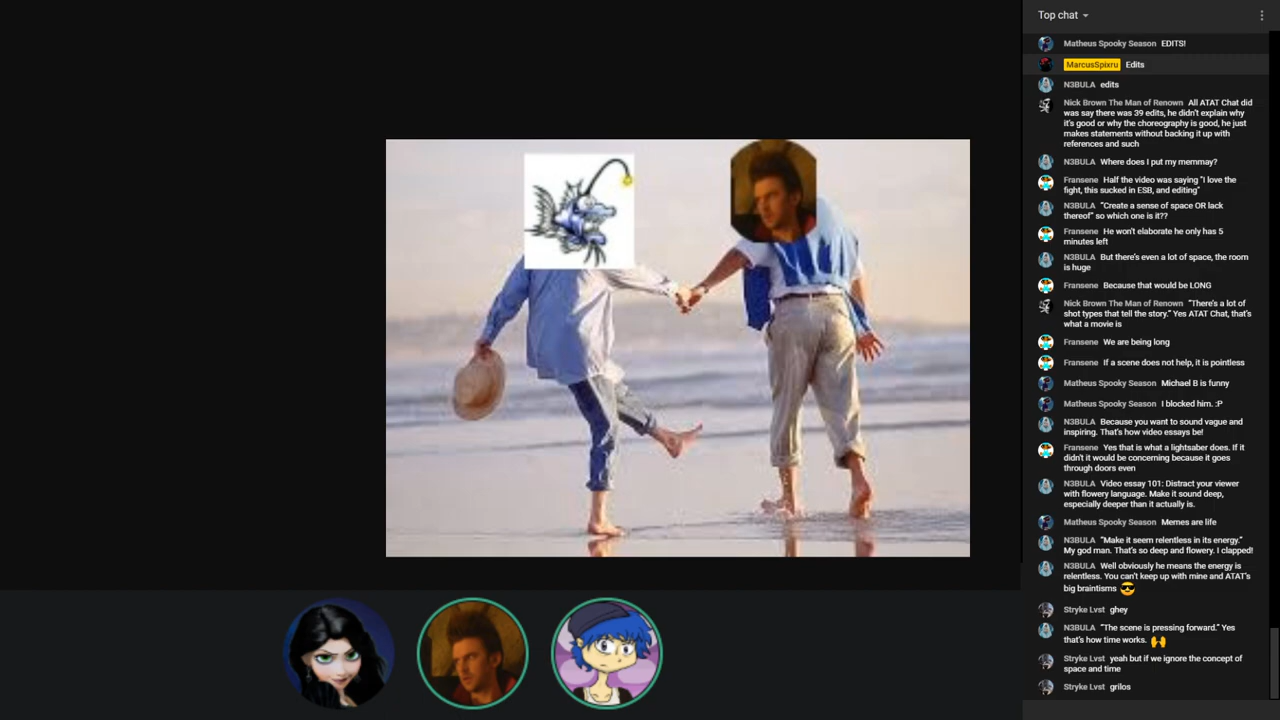 Top chat
Matheus Spooky Season EDITS!
MarcusSpixru Edits
N3BULA edits
Nick Brown The Man of Renown All ATAT Chat did
was say there was 39 edits, he didn't explain why
it's good or why the choreography is good, he just
makes statements without backing it up with
references and such
N3BULA Where does I put my memmay?
Fransene Half the video was saying "I love the
fight, this sucked in ESB, and editing"
N3BULA "Create a sense of space OR lack
thereof" so which one is it??
Fransene He won't elaborate he only has 5
minutes left
N3BULA But there's even a lot of space, the room
is huge
Fransene Because that would be LONG
Nick Brown The Man of Renown "There's a lot of
shot types that tell the story." Yes ATAT Chat, that's
what a movie is
Fransene We are being long
Fransene If a scene does not help, it is pointless
Matheus Spooky Season Michael B is funny
Matheus Spooky Season I blocked him. :P
N3BULA Because you want to sound vague and
inspiring. That's how video essays be!
Fransene Yes that is what a lightsaber does. If it
didn't it would be concerning because it goes
through doors even
N3BULA Video essay 101: Distract your viewer
with flowery language. Make it sound deep,
especially deeper than it actually is.
Matheus Spooky Season Memes are life
N3BULA "Make it seem relentless in its energy."
My god man. That's so deep and flowery. I clapped!
N3BULA Well obviously he means the energy is
relentless. You can't keep up with mine and ATAT's
big braintisms 😎
Stryke Lvst ghey
N3BULA "The scene is pressing forward." Yes
that's how time works. 🙌
Stryke Lvst yeah but if we ignore the concept of
space and time
Stryke Lvst grilos